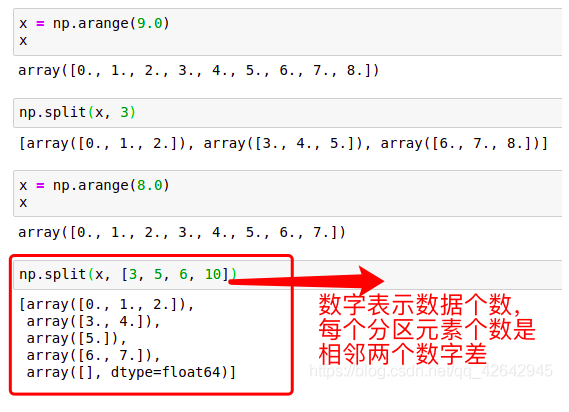 x = np.arange(9.0)
x
array([0., 1., 2., 3., 4., 5., 6., 7., 8.])
np.split(x, 3)
[array([0., 1., 2.]), array([3., 4., 5.]), array([6., 7., 8.])]
x = np.arange(8.0)
x
array([0., 1., 2., 3., 4., 5., 6., 7.])
np.split(x, [3, 5, 6, 10])
[array([0., 1., 2.]),
array([3., 4.]),
array([5.]),
array([6., 7.]),
array([], dtype=float64)]
数字表示数据个数，
每个分区元素个数是
相邻两个数字差
https://blog.csdn.net/qq_42642945